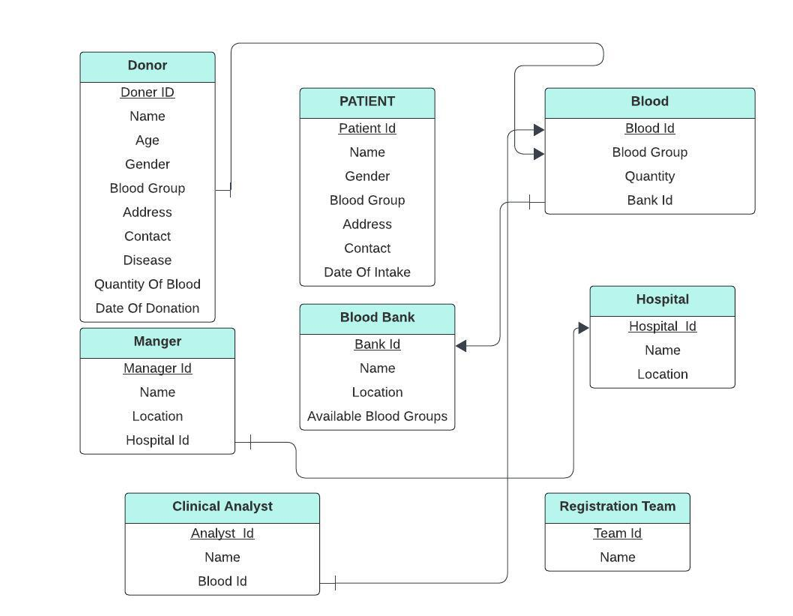 Donor
Doner ID
Name
Age
Gender
Blood Group
Address
Contact
Disease
Quantity Of Blood
Date Of Donation
PATIENT
Patient Id
Name
Gender
Blood Group
Address
Contact
Date Of Intake
Blood
Blood Id
Blood Group
Quantity
Bank Id
Blood Bank
Bank Id
Name
Location
Available Blood Groups
Hospital
Hospital Id
Name
Location
Manger
Manager Id
Name
Location
Hospital Id
Clinical Analyst
Analyst Id
Name
Blood Id
Registration Team
Team Id
Name